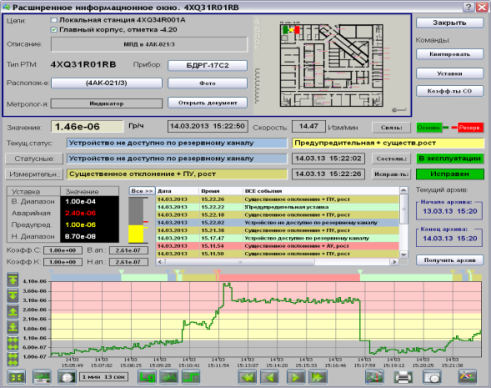 Расширенное информационное окно. 4XQ31R01RB
Цепи:
Локальная станция 4XQ34R001A
Главный корпус, отметка -4.20
Закрыть
Команды:
Описание:
МПД в 4АК-021/3
Квитировать
Тип РТМ
4XQ31R01RB
Прибор:
БДРГ-17С2
Уставки
Располож-е:
(4АК-021/3)
Фото
Коэфф-ты СО
Метролог-я:
Индикатор
Открыть документ
Значение
1.46e-06
Гр/ч
14.03.2013 15:22:50
Скорость:
14.47
Изм/мин
Связь:
Основн
Резерв.
Текущ.статус:
Устройство не доступно по резервному каналу
Предупредительная + существ.рост
Статусные:
Устройство не доступно по резервному каналу
14.03.13 15:22:02
Состоян.:
В эксплуатации
Измерительн.:
Существенное отклонение + ПУ, рост
14.03.13 15:22:26
Исправн-ть:
Исправен
Уставка
Значение
Все >>
Дата
Время
ВСЕ события
Текущий архив:
В. Диапазон
1.00e-04
Аварийная
2.40e-06
Предупред.
1.00e-06
Н. Диапазон
8.70e-08
14.03.2013
15.22.26
Существенное отклонение + ПУ, рост
14.03.2013
15.22.22
Предупредительная уставка
14.03.2013
15.22.18
Существенное отклонение + ПУ, рост
14.03.2013
15.22.02
Устройство не доступно по резервному каналу
14.03.2013
15.21.38
Существенное отклонение + ПУ, рост
14.03.2013
15.17.47
Устройство не доступно по резервному каналу
14.03.2013
15.11.54
Существенное отклонение + АУ, рост
14.03.2013
15.11.50
Существенное отклонение + ПУ, рост
Начало архива:
13.03.13 15:20
Конец архива:
14.03.13 15:20
Получить архив
Коэфф.С:
1.00e+00
В.ап.:
2.61e-07
Коэфф К:
1.00e+00
Н.ап.:
2.61e-07
4.10e-06
3.60e-06
3.10e-06
2.60e-06
2.10e-06
1.60e-06
1.10e-06
6.00e-07
1 мин 13 сек